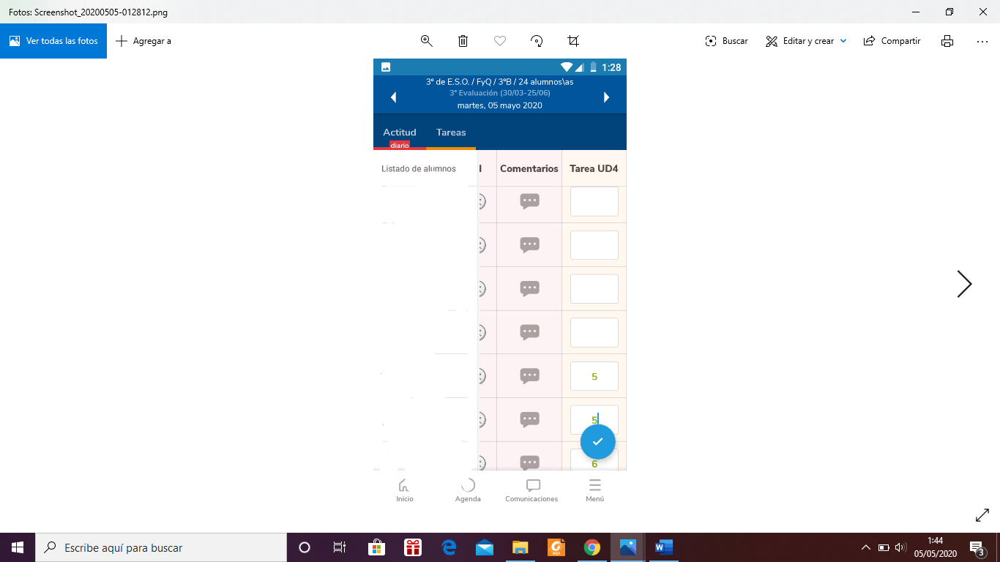 Fotos: Screenshot_20200505-012812.png
Ver todas las fotos
Agregar a
Buscar
Editar y crear
Compartir
1:28
3º de E.S.O. / FyQ / 3ºB / 24 alumnos\as
3ª Evaluación (30/03-25/06)
martes, 05 mayo 2020
Actitud
Tareas
diario
Listado de alumnos
Comentarios
Tarea UD4
5
5
6
Inicio
Agenda
Comunicaciones
Menú
Escribe aquí para buscar
PDF
1:44
05/05/2020
3